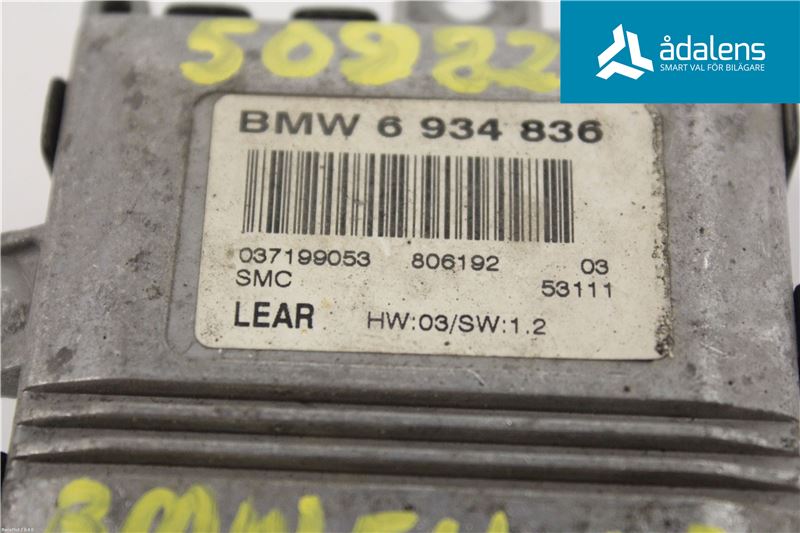 ådalens
SMART VAL FÖR BILÄGARE
50982
BMW 6 934 836
037199053 806192 03
SMC 53111
LEAR HW:03/SW:1.2